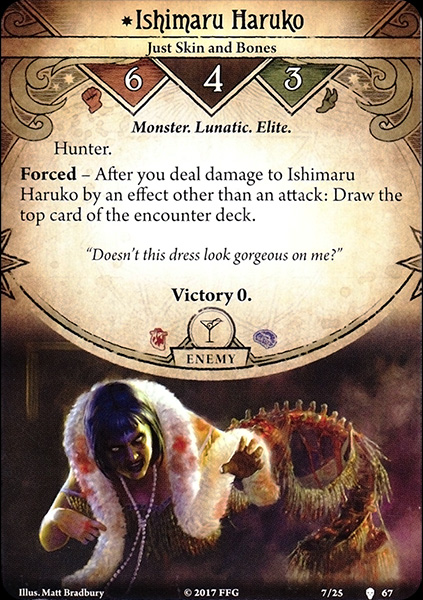 *Ishimaru Haruko
Just Skin and Bones
6 4 3
Monster. Lunatic. Elite.
Hunter.
Forced – After you deal damage to Ishimaru
Haruko by an effect other than an attack: Draw the
top card of the encounter deck.
“Doesn’t this dress look gorgeous on me?”
Victory 0.
ENEMY
Illus. Matt Bradbury © 2017 FFG 7/25 67